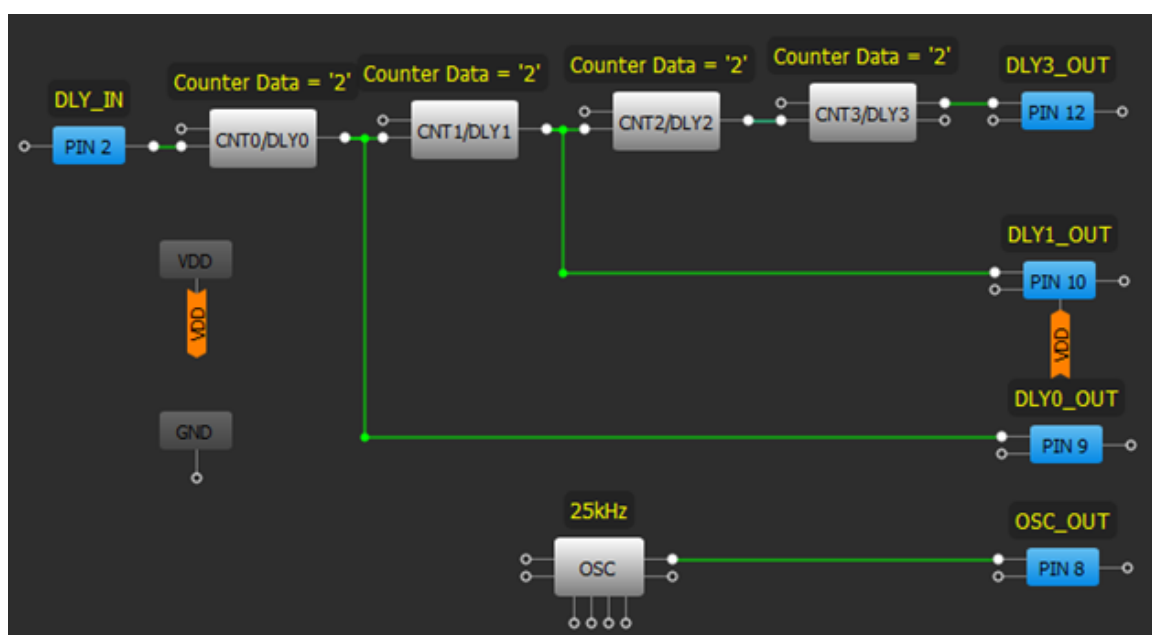 Counter Data = '2'
Counter Data = '2'
Counter Data = '2'
Counter Data = '2'
DLY3_OUT
DLY_IN
PIN 2
CNT0/DLY0
CNT1/DLY1
CNT2/DLY2
CNT3/DLY3
PIN 12
VDD
VDD
DLY1_OUT
PIN 10
VDD
GND
DLY0_OUT
PIN 9
25kHz
OSC
OSC_OUT
PIN 8